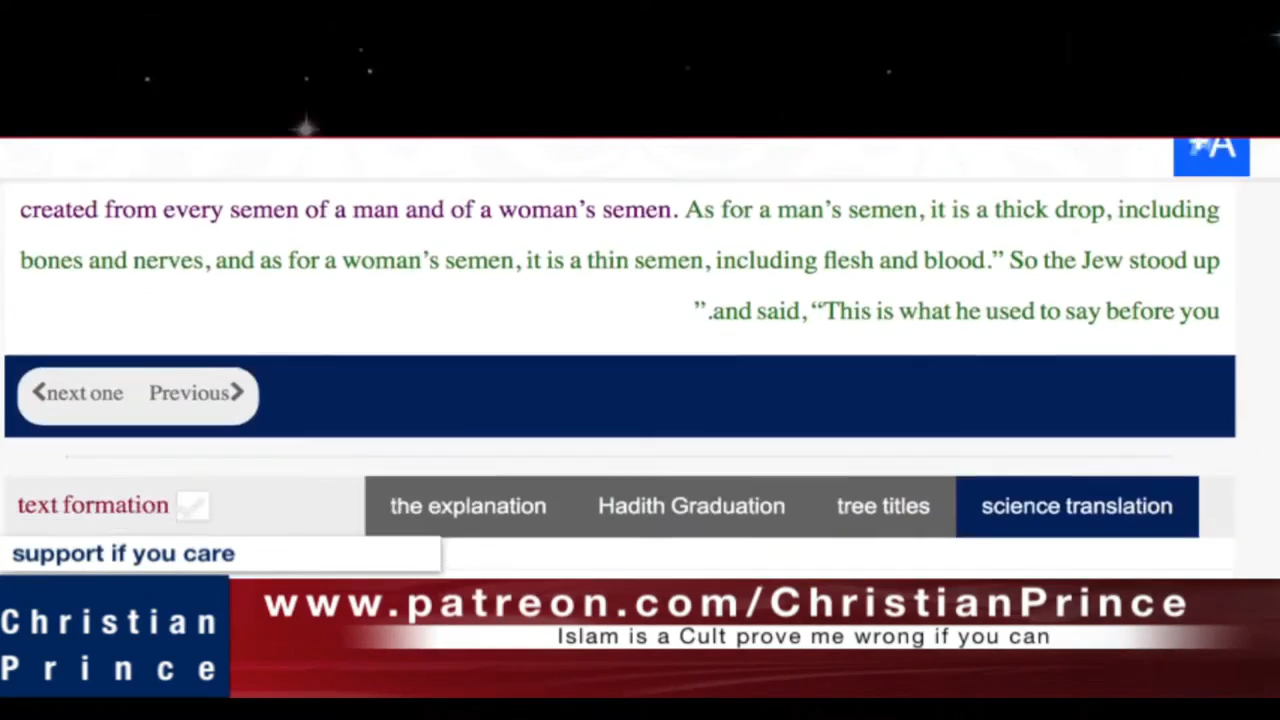 A
created from every semen of a man and of a woman’s semen. As for a man’s semen, it is a thick drop, including
bones and nerves, and as for a woman’s semen, it is a thin semen, including flesh and blood.” So the Jew stood up
”.and said, “This is what he used to say before you
next one Previous
text formation the explanation Hadith Graduation tree titles science translation
support if you care
www.patreon.com/ChristianPrince
Islam is a Cult prove me wrong if you can
Christian
Prince